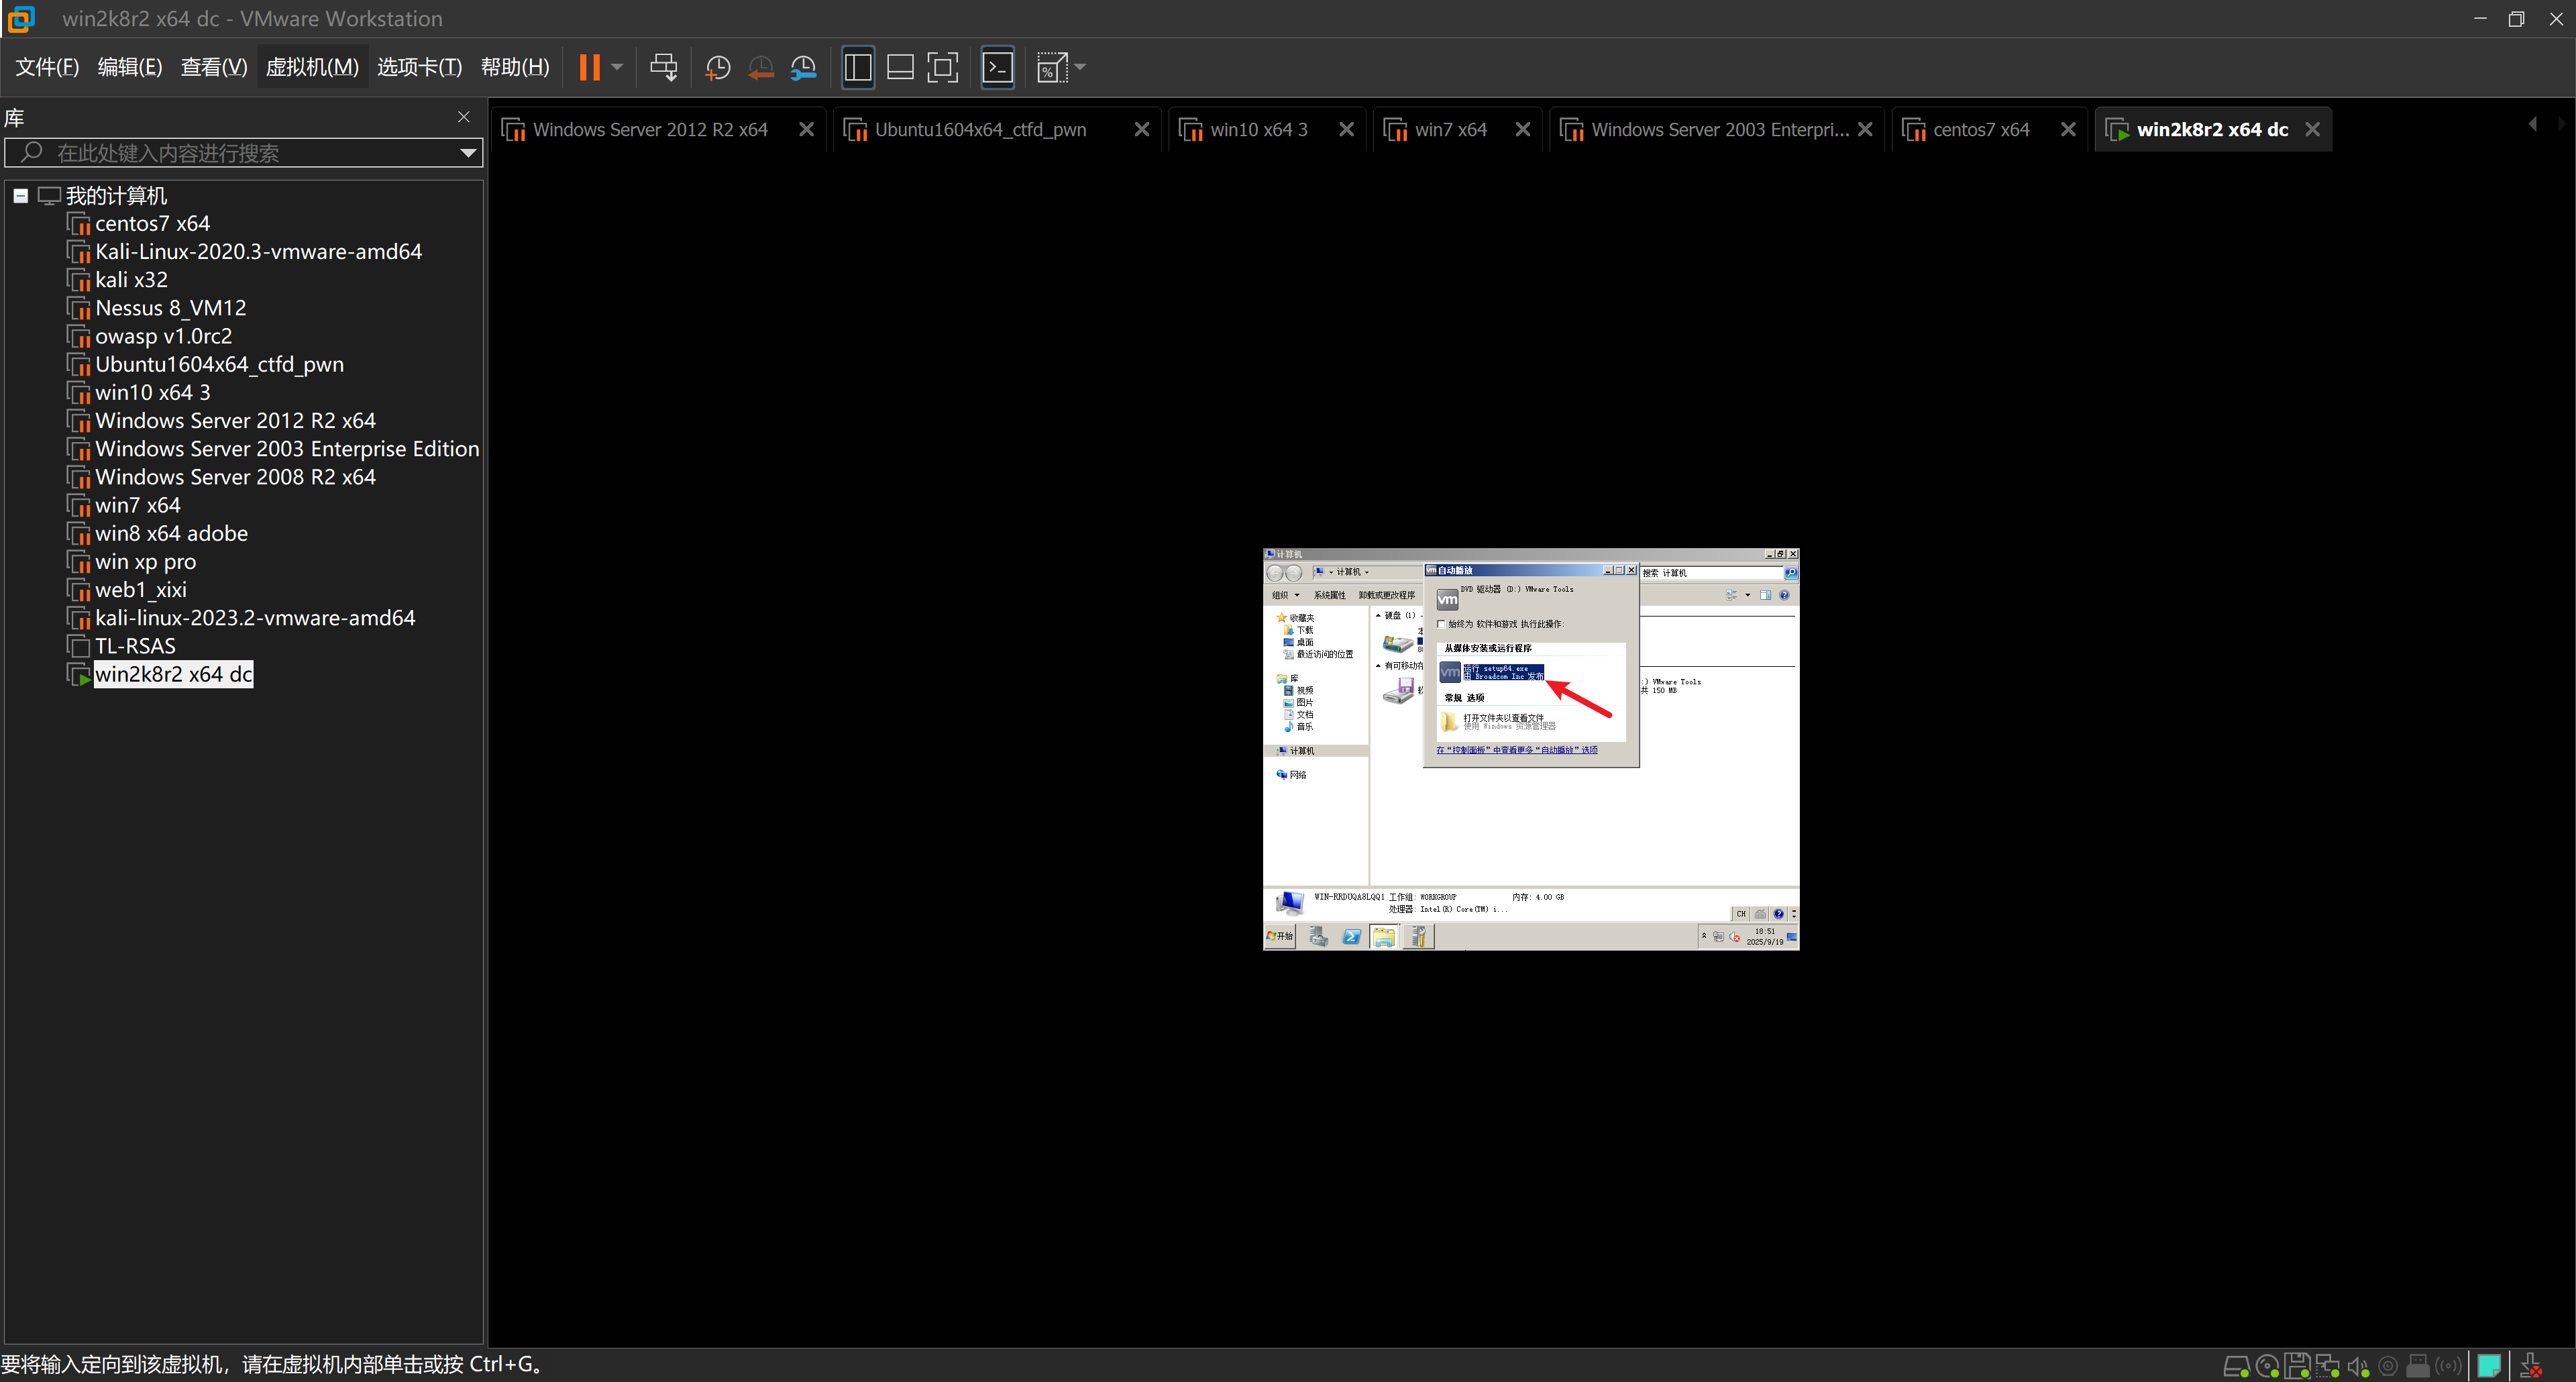 win2k8r2 x64 dc - VMware Workstation
文件(F) 编辑(E) 查看(V) 虚拟机(M) 选项卡(T) 帮助(H)
库
在此处键入内容进行搜索
我的计算机
centos7 x64
Kali-Linux-2020.3-vmware-amd64
kali x32
Nessus 8_VM12
owasp v1.0rc2
Ubuntu1604x64_ctfd_pwn
win10 x64 3
Windows Server 2012 R2 x64
Windows Server 2003 Enterprise Edition
Windows Server 2008 R2 x64
win7 x64
win8 x64 adobe
win xp pro
web1_xixi
kali-linux-2023.2-vmware-amd64
TL-RSAS
win2k8r2 x64 dc
Windows Server 2012 R2 x64
Ubuntu1604x64_ctfd_pwn
win10 x64 3
win7 x64
Windows Server 2003 Enterpri...
centos7 x64
win2k8r2 x64 dc
计算机
计算机
搜索 计算机
组织 系统属性 卸载或更改程序
收藏夹
下载
桌面
最近访问的位置
库
视频
图片
文档
音乐
计算机
网络
硬盘 (1)
有可移动存
:) VMware Tools
共 150 MB
vm 自动播放
vm
DVD 驱动器 (D:) VMware Tools
始终为 软件和游戏 执行此操作:
从媒体安装或运行程序
vm
运行 setup64.exe
由 Broadcom Inc 发布
常规 选项
打开文件夹以查看文件
使用 Windows 资源管理器
在“控制面板”中查看更多“自动播放”选项
WIN-RRDUQA8LQQ1 工作组: WORKGROUP 内存: 4.00 GB
处理器: Intel(R) Core(TM) i...
CH
开始
18:51
2025/9/19
要将输入定向到该虚拟机，请在虚拟机内部单击或按 Ctrl+G。